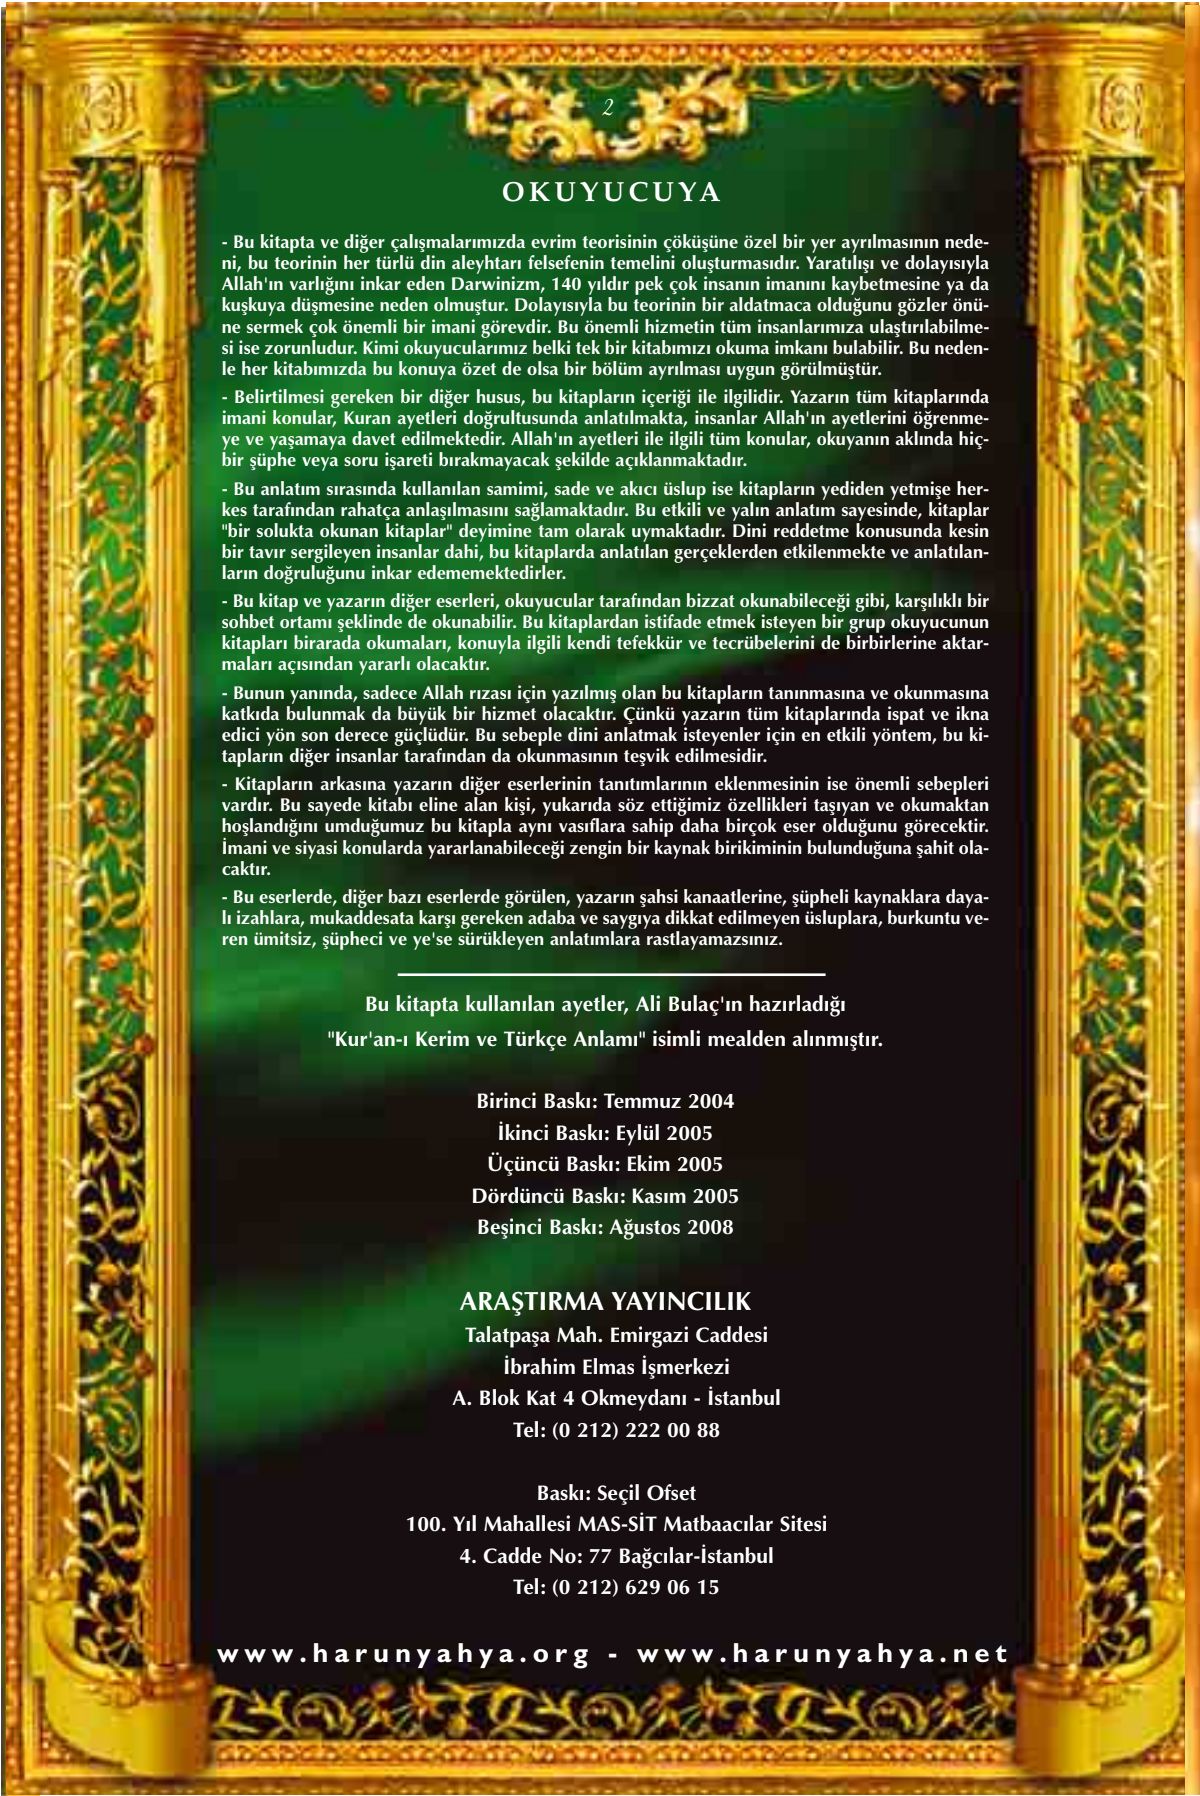 2
OKUYUCUYA
- Bu kitapta ve diğer çalışmalarımızda evrim teorisinin çöküşüne özel bir yer ayrılmasının nede-
ni, bu teorinin her türlü din aleyhtarı felsefenin temelini oluşturmasıdır. Yaratılışı ve dolayısıyla
Allah'ın varlığını inkar eden Darwinizm, 140 yıldır pek çok insanın imanını kaybetmesine ya da
kuşkuya düşmesine neden olmuştur. Dolayısıyla bu teorinin bir aldatmaca olduğunu gözler önü-
ne sermek çok önemli bir imani görevdir. Bu önemli hizmetin tüm insanlarımıza ulaştırılabilme-
si ise zorunludur. Kimi okuyucularımız belki tek bir kitabımızı okuma imkanı bulabilir. Bu neden-
le her kitabımızda bu konuya özet de olsa bir bölüm ayrılması uygun görülmüştür.
- Belirtilmesi gereken bir diğer husus, bu kitapların içeriği ile ilgilidir. Yazarın tüm kitaplarında
imani konular, Kuran ayetleri doğrultusunda anlatılmakta, insanlar Allah'ın ayetlerini öğrenme-
ye ve yaşamaya davet edilmektedir. Allah'ın ayetleri ile ilgili tüm konular, okuyanın aklında hiç-
bir şüphe veya soru işareti bırakmayacak şekilde açıklanmaktadır.
- Bu anlatım sırasında kullanılan samimi, sade ve akıcı üslup ise kitapların yediden yetmişe her-
kes tarafından rahatça anlaşılmasını sağlamaktadır. Bu etkili ve yalın anlatım sayesinde, kitaplar
"bir solukta okunan kitaplar" deyimine tam olarak uymaktadır. Dini reddetme konusunda kesin
bir tavır sergileyen insanlar dahi, bu kitaplarda anlatılan gerçeklerden etkilenmekte ve anlatılan-
ların doğruluğunu inkar edememektedirler.
- Bu kitap ve yazarın diğer eserleri, okuyucular tarafından bizzat okunabileceği gibi, karşılıklı bir
sohbet ortamı şeklinde de okunabilir. Bu kitaplardan istifade etmek isteyen bir grup okuyucunun
kitapları birarada okumaları, konuyla ilgili kendi tefekkür ve tecrübelerini de birbirlerine aktar-
maları açısından yararlı olacaktır.
- Bunun yanında, sadece Allah rızası için yazılmış olan bu kitapların tanınmasına ve okunmasına
katkıda bulunmak da büyük bir hizmet olacaktır. Çünkü yazarın tüm kitaplarında ispat ve ikna
edici yön son derece güçlüdür. Bu sebeple dini anlatmak isteyenler için en etkili yöntem, bu ki-
tapların diğer insanlar tarafından da okunmasının teşvik edilmesidir.
- Kitapların arkasına yazarın diğer eserlerinin tanıtımlarının eklenmesinin ise önemli sebepleri
vardır. Bu sayede kitabı eline alan kişi, yukarıda söz ettiğimiz özellikleri taşıyan ve okumaktan
hoşlandığını umduğumuz bu kitapla aynı vasıflara sahip daha birçok eser olduğunu görecektir.
İmani ve siyasi konularda yararlanabileceği zengin bir kaynak birikiminin bulunduğuna şahit ola-
caktır.
- Bu eserlerde, diğer bazı eserlerde görülen, yazarın şahsi kanaatlerine, şüpheli kaynaklara daya-
lı izahlara, mukaddesata karşı gereken adaba ve saygıya dikkat edilmeyen üsluplara, burkuntu ve-
ren ümitsiz, şüpheci ve ye'se sürükleyen anlatımlara rastlayamazsınız.
Bu kitapta kullanılan ayetler, Ali Bulaç'ın hazırladığı
"Kur'an-ı Kerim ve Türkçe Anlamı" isimli mealden alınmıştır.
Birinci Baskı: Temmuz 2004
İkinci Baskı: Eylül 2005
Üçüncü Baskı: Ekim 2005
Dördüncü Baskı: Kasım 2005
Beşinci Baskı: Ağustos 2008
ARAŞTIRMA YAYINCILIK
Talatpaşa Mah. Emirgazi Caddesi
İbrahim Elmas İşmerkezi
A. Blok Kat 4 Okmeydanı - İstanbul
Tel: (0 212) 222 00 88
Baskı: Seçil Ofset
100. Yıl Mahallesi MAS-SİT Matbaacılar Sitesi
4. Cadde No: 77 Bağcılar-İstanbul
Tel: (0 212) 629 06 15
www.harunyahya.org - www.harunyahya.net